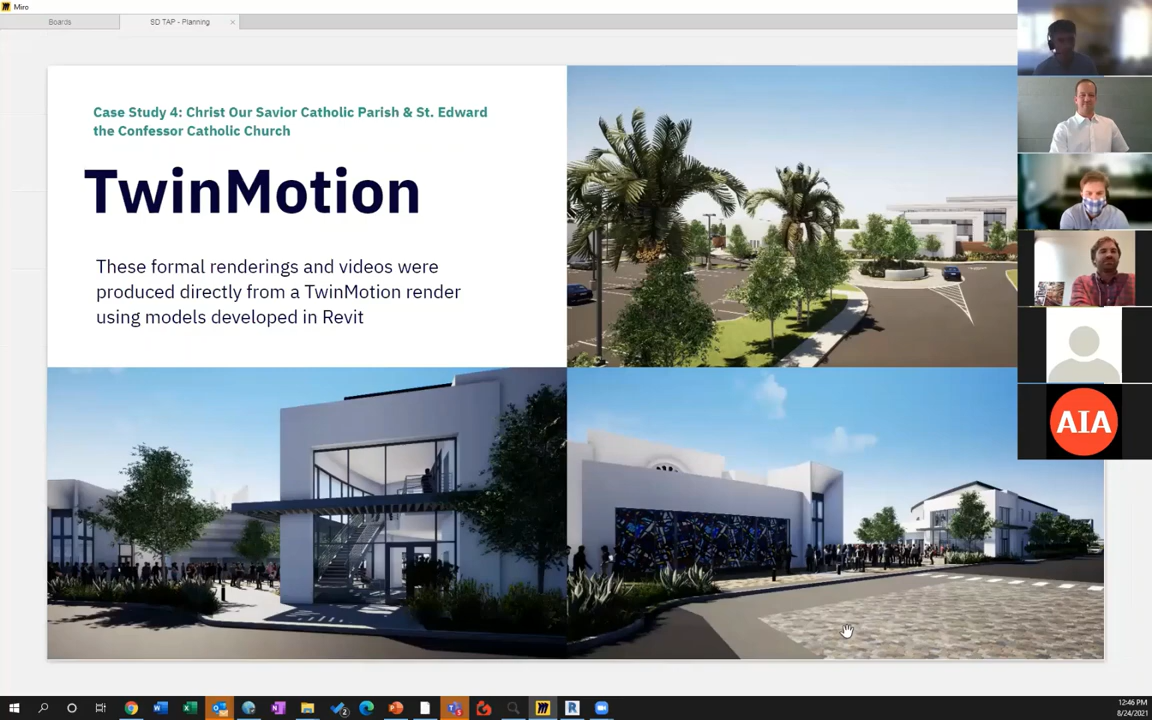 Miro
Boards
SD TAP - Planning
Case Study 4: Christ Our Savior Catholic Parish & St. Edward
the Confessor Catholic Church
TwinMotion
These formal renderings and videos were
produced directly from a TwinMotion render
using models developed in Revit
AIA
12:46 PM
8/24/2021